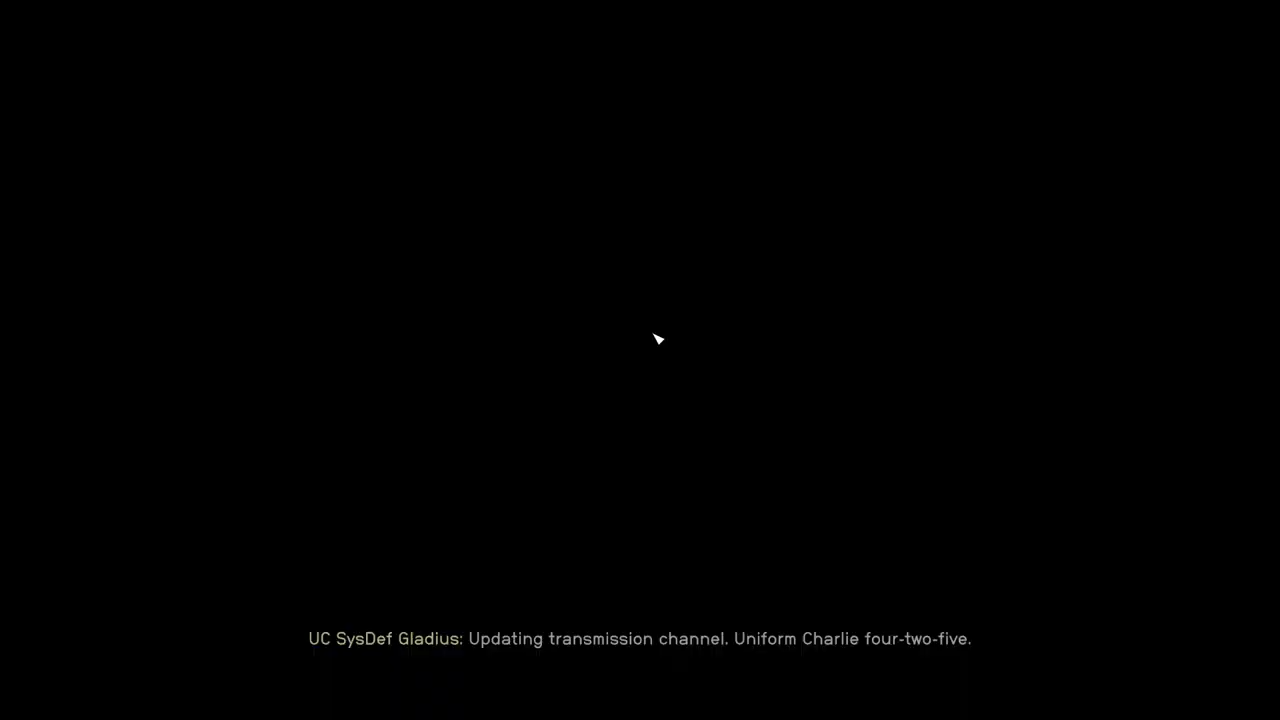 UC SysDef Gladius: Updating transmission channel. Uniform Charlie four-two-five.